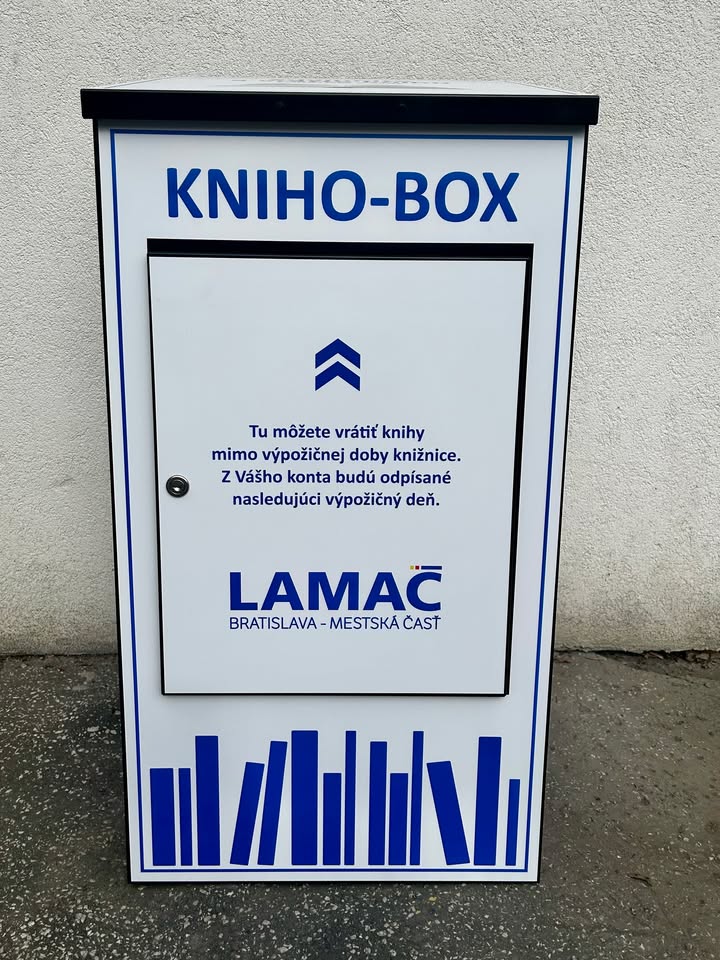 KNIHO-BOX
Tu môžete vrátiť knihy
mimo výpožičnej doby knižnice.
Z Vášho konta budú odpísané
nasledujúci výpožičný deň.
LAMAČ
BRATISLAVA - MESTSKÁ ČASŤ